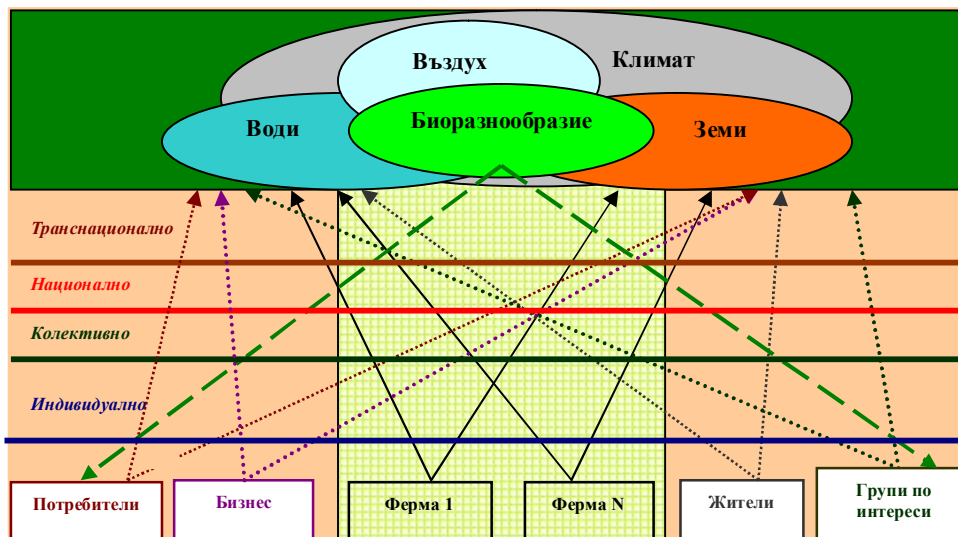 Въздух
Климат
Води
Биоразнообразие
Земи
Транснационално
Национално
Колективно
Индивидуално
Потребители
Бизнес
Ферма 1
Ферма N
Жители
Групи по
интереси